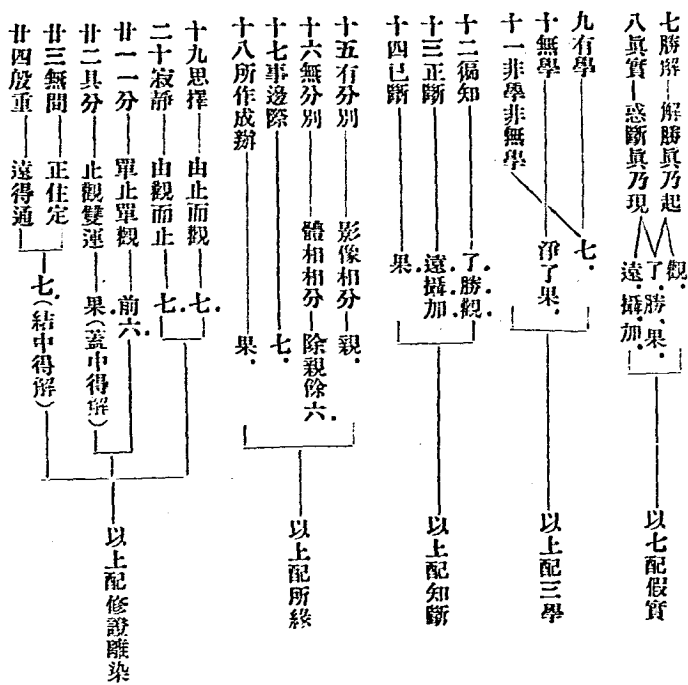 七勝解—解勝眞乃起 觀.
八眞實—惑斷眞乃現 了.勝.果. 遠.攝.加. 以七配假實
九有學 七.
十無學 淨了果.
十一非學非無學 以上配三學
十二徧知 了.勝.觀.
十三正斷 遠.攝.加.
十四已斷 果. 以上配知斷
十五有分別 影像相分—親.
十六無分別 體相相分—除親餘六.
十七事邊際 七.
十八所作成辦 果. 以上配所緣
十九思擇 由止而觀 七.
二十寂靜 由觀而止 七.
廿一一分 單止單觀 前六.
廿二具分 止觀雙運 果.(蓋中得解)
廿三無間 正住定
廿四殷重 遠得通 七.(結中得解) 以上配修證離染